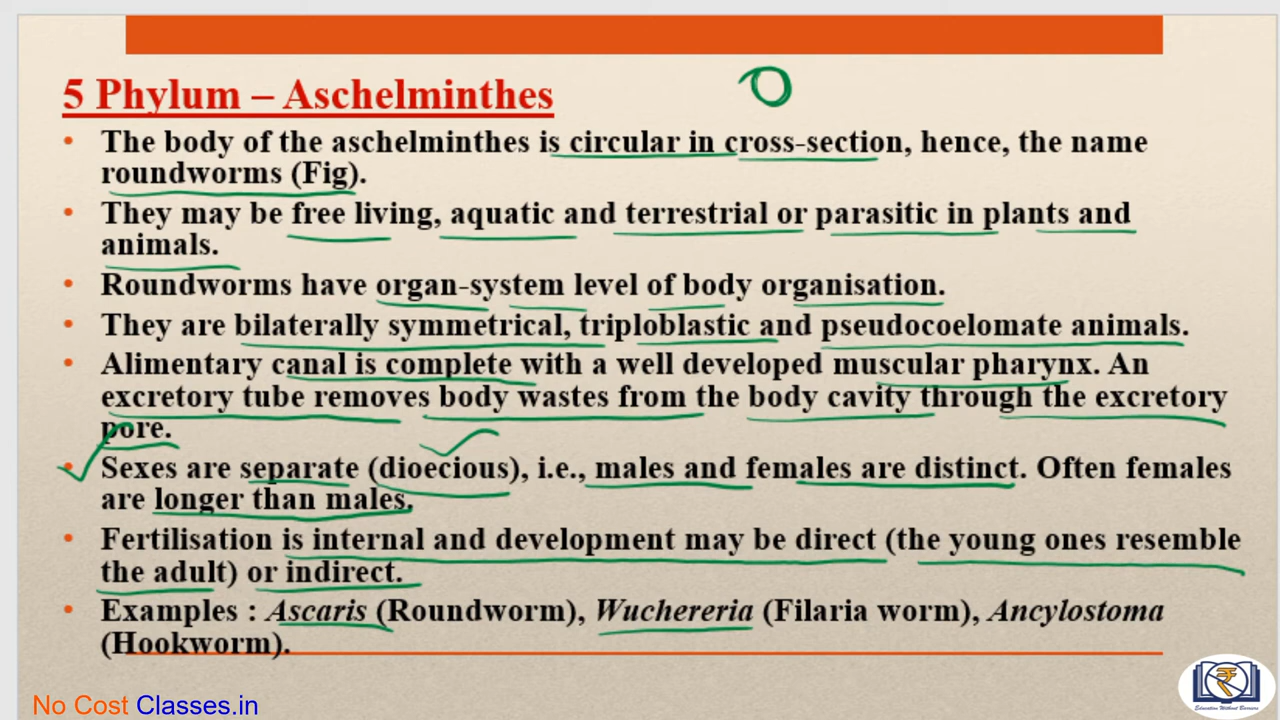 5 Phylum – Aschelminthes
• The body of the aschelminthes is circular in cross-section, hence, the name
roundworms (Fig).
• They may be free living, aquatic and terrestrial or parasitic in plants and
animals.
• Roundworms have organ-system level of body organisation.
• They are bilaterally symmetrical, triploblastic and pseudocoelomate animals.
• Alimentary canal is complete with a well developed muscular pharynx. An
excretory tube removes body wastes from the body cavity through the excretory
pore.
• Sexes are separate (dioecious), i.e., males and females are distinct. Often females
are longer than males.
• Fertilisation is internal and development may be direct (the young ones resemble
the adult) or indirect.
• Examples : Ascaris (Roundworm), Wuchereria (Filaria worm), Ancylostoma
(Hookworm).
No Cost Classes.in
Education Without Barriers